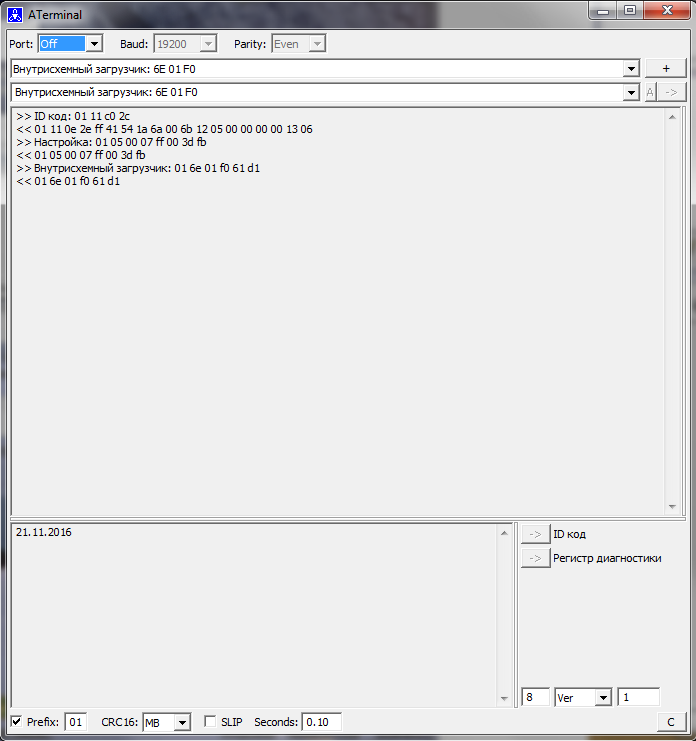 ATerminal
Port: Off Baud: 19200 Parity: Even
Внутрисхемный загрузчик: 6E 01 F0 +
Внутрисхемный загрузчик: 6E 01 F0 A ->
>> ID код: 01 11 c0 2c
<< 01 11 0e 2e ff 41 54 1a 6a 00 6b 12 05 00 00 00 00 13 06
>> Настройка: 01 05 00 07 ff 00 3d fb
<< 01 05 00 07 ff 00 3d fb
>> Внутрисхемный загрузчик: 01 6e 01 f0 61 d1
<< 01 6e 01 f0 61 d1
21.11.2016
-> ID код
-> Регистр диагностики
8 Ver 1
Prefix: 01 CRC16: MB SLIP Seconds: 0.10 C